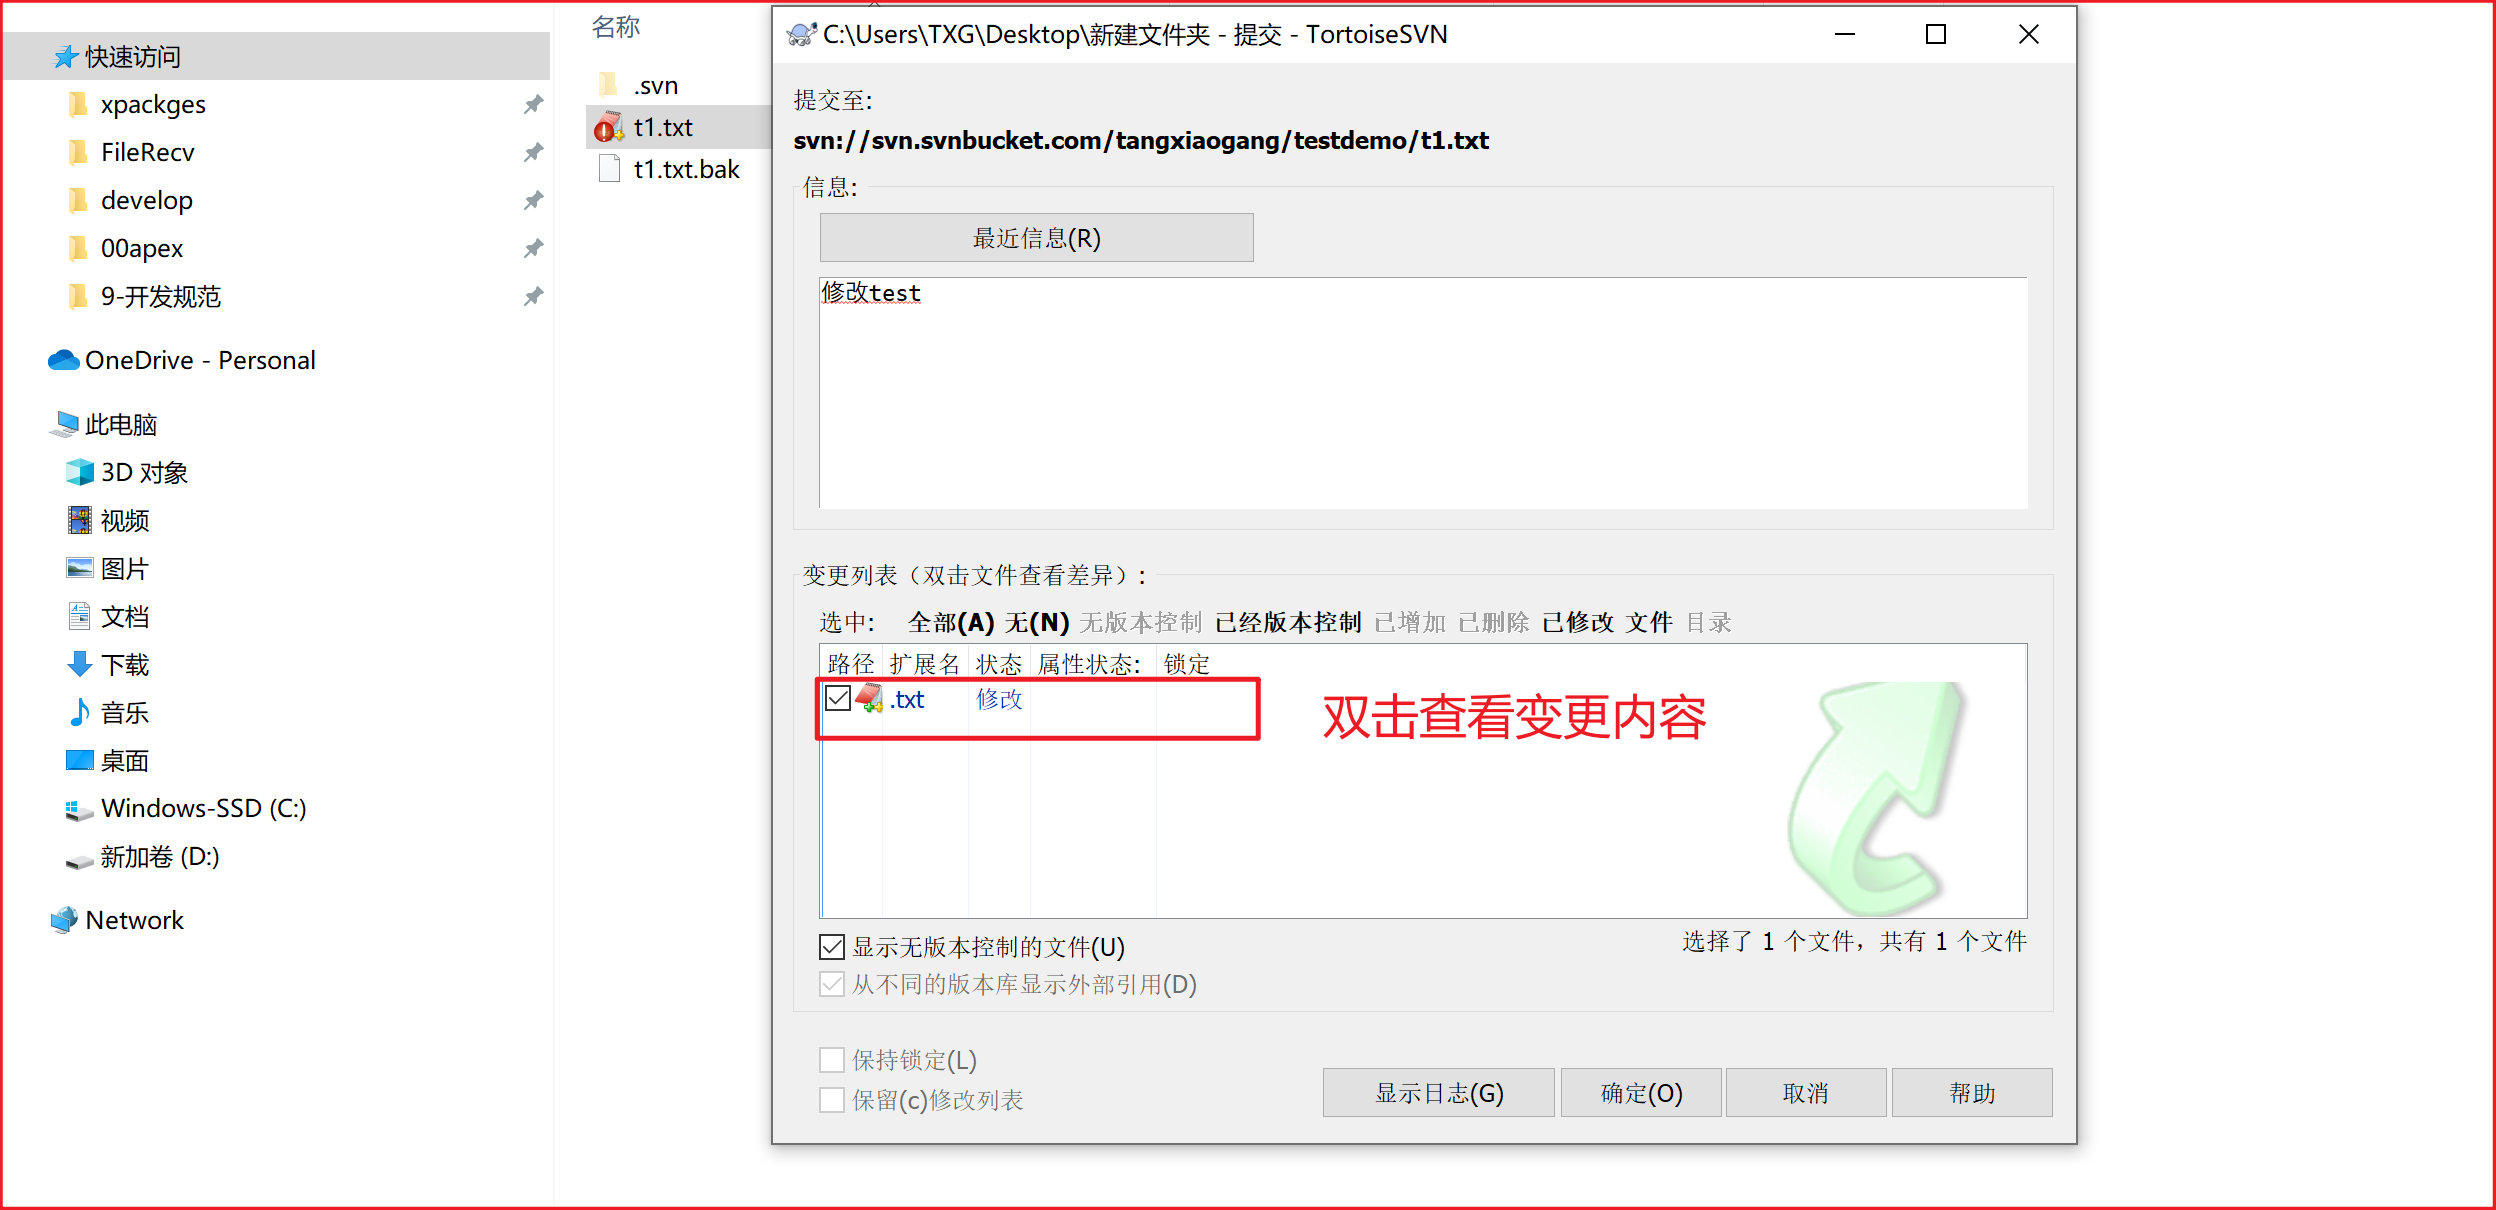 快速访问
xpackges
FileRecv
develop
00apex
9-开发规范
OneDrive - Personal
此电脑
3D 对象
视频
图片
文档
下载
音乐
桌面
Windows-SSD (C:)
新加卷 (D:)
Network
名称
.svn
t1.txt
t1.txt.bak
C:\Users\TXG\Desktop\新建文件夹 - 提交 - TortoiseSVN
提交至:
svn://svn.svnbucket.com/tangxiaogang/testdemo/t1.txt
信息:
最近信息(R)
修改test
变更列表（双击文件查看差异）:
选中: 全部(A) 无(N) 无版本控制 已经版本控制 已增加 已删除 已修改 文件 目录
路径 扩展名 状态 属性状态: 锁定
.txt 修改
双击查看变更内容
显示无版本控制的文件(U)
选择了 1 个文件，共有 1 个文件
从不同的版本库显示外部引用(D)
保持锁定(L)
保留(c)修改列表
显示日志(G) 确定(O) 取消 帮助